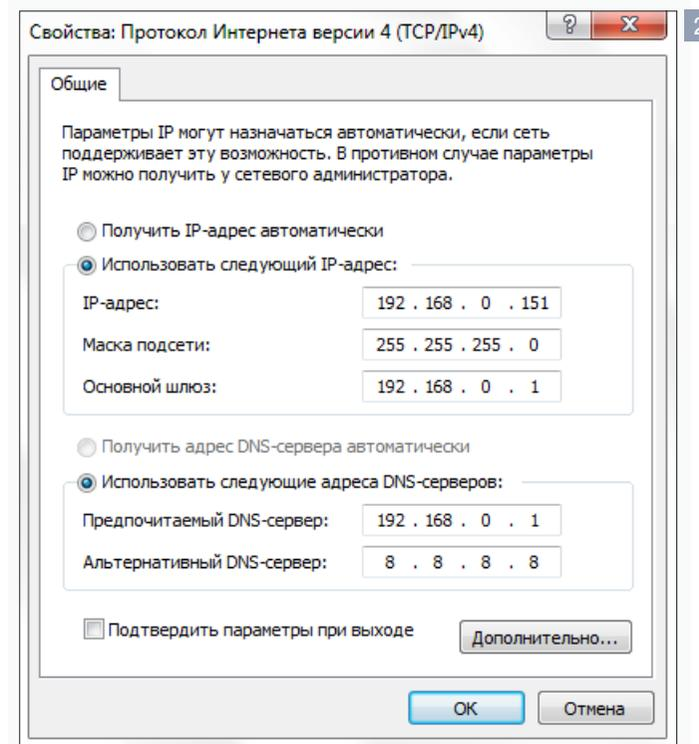 Свойства: Протокол Интернета версии 4 (TCP/IPv4)
2
Общие
Параметры IP могут назначаться автоматически, если сеть
поддерживает эту возможность. В противном случае параметры
IP можно получить у сетевого администратора.
Получить IP-адрес автоматически
Использовать следующий IP-адрес:
IP-адрес: 192 . 168 . 0 . 151
Маска подсети: 255 . 255 . 255 . 0
Основной шлюз: 192 . 168 . 0 . 1
Получить адрес DNS-сервера автоматически
Использовать следующие адреса DNS-серверов:
Предпочитаемый DNS-сервер: 192 . 168 . 0 . 1
Альтернативный DNS-сервер: 8 . 8 . 8 . 8
Подтвердить параметры при выходе
Дополнительно...
ОК Отмена